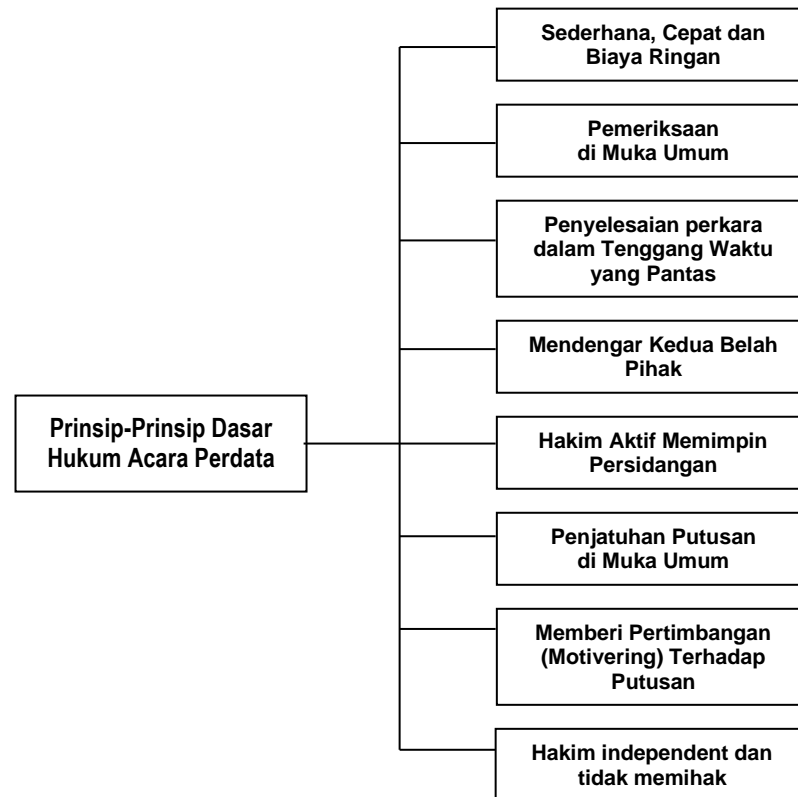 Sederhana, Cepat dan
Biaya Ringan
Pemeriksaan
di Muka Umum
Penyelesaian perkara
dalam Tenggang Waktu
yang Pantas
Mendengar Kedua Belah
Pihak
Prinsip-Prinsip Dasar
Hukum Acara Perdata
Hakim Aktif Memimpin
Persidangan
Penjatuhan Putusan
di Muka Umum
Memberi Pertimbangan
(Motivering) Terhadap
Putusan
Hakim independent dan
tidak memihak